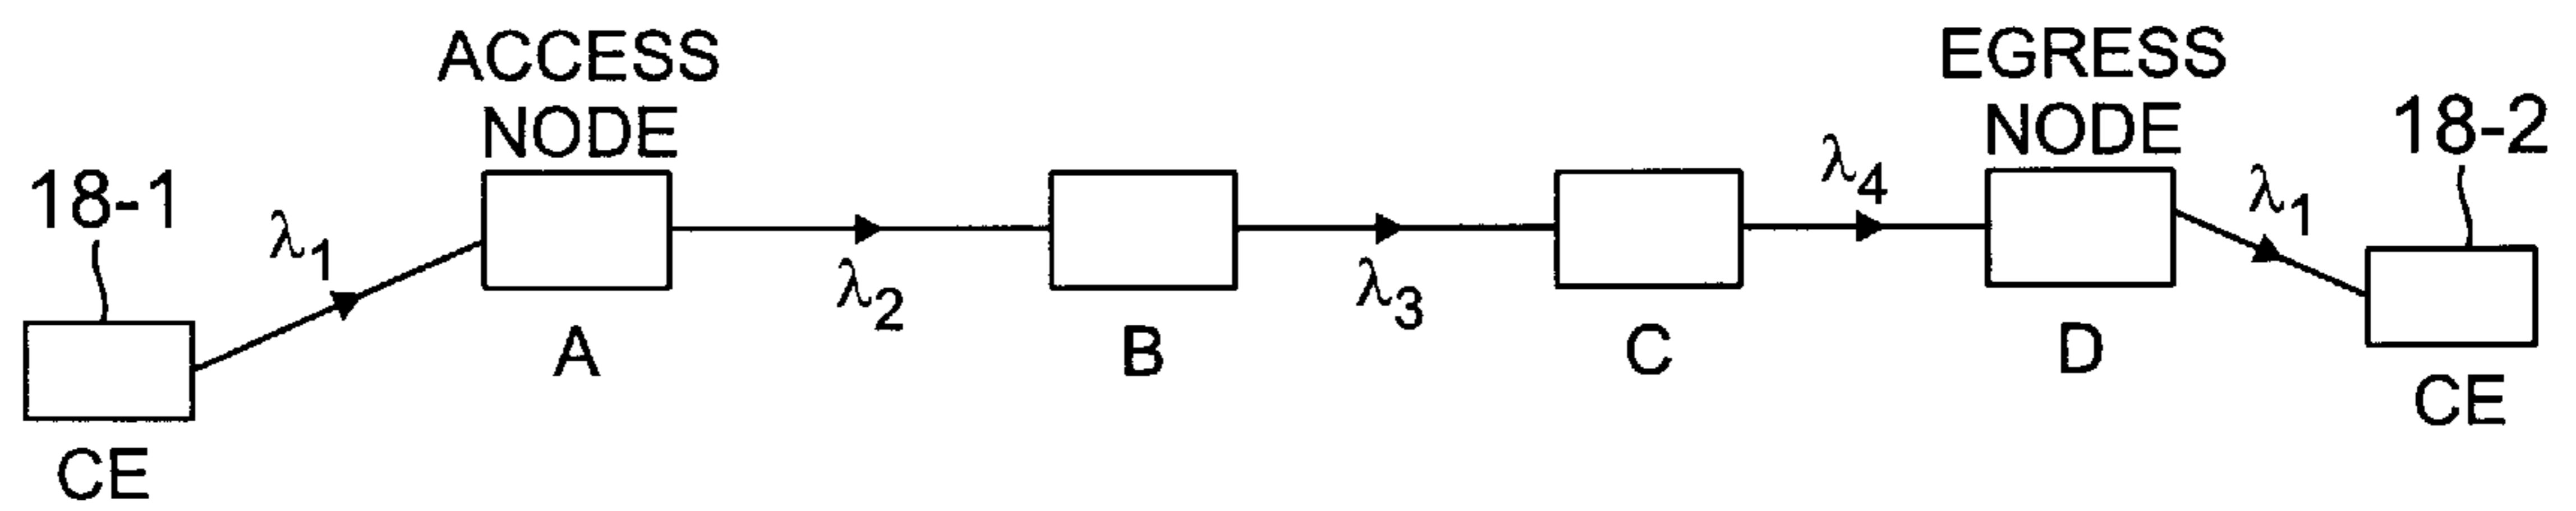 ACCESS
NODE
EGRESS
NODE
18-1
18-2
λ1
λ2
λ3
λ4
λ1
A
B
C
D
CE
CE